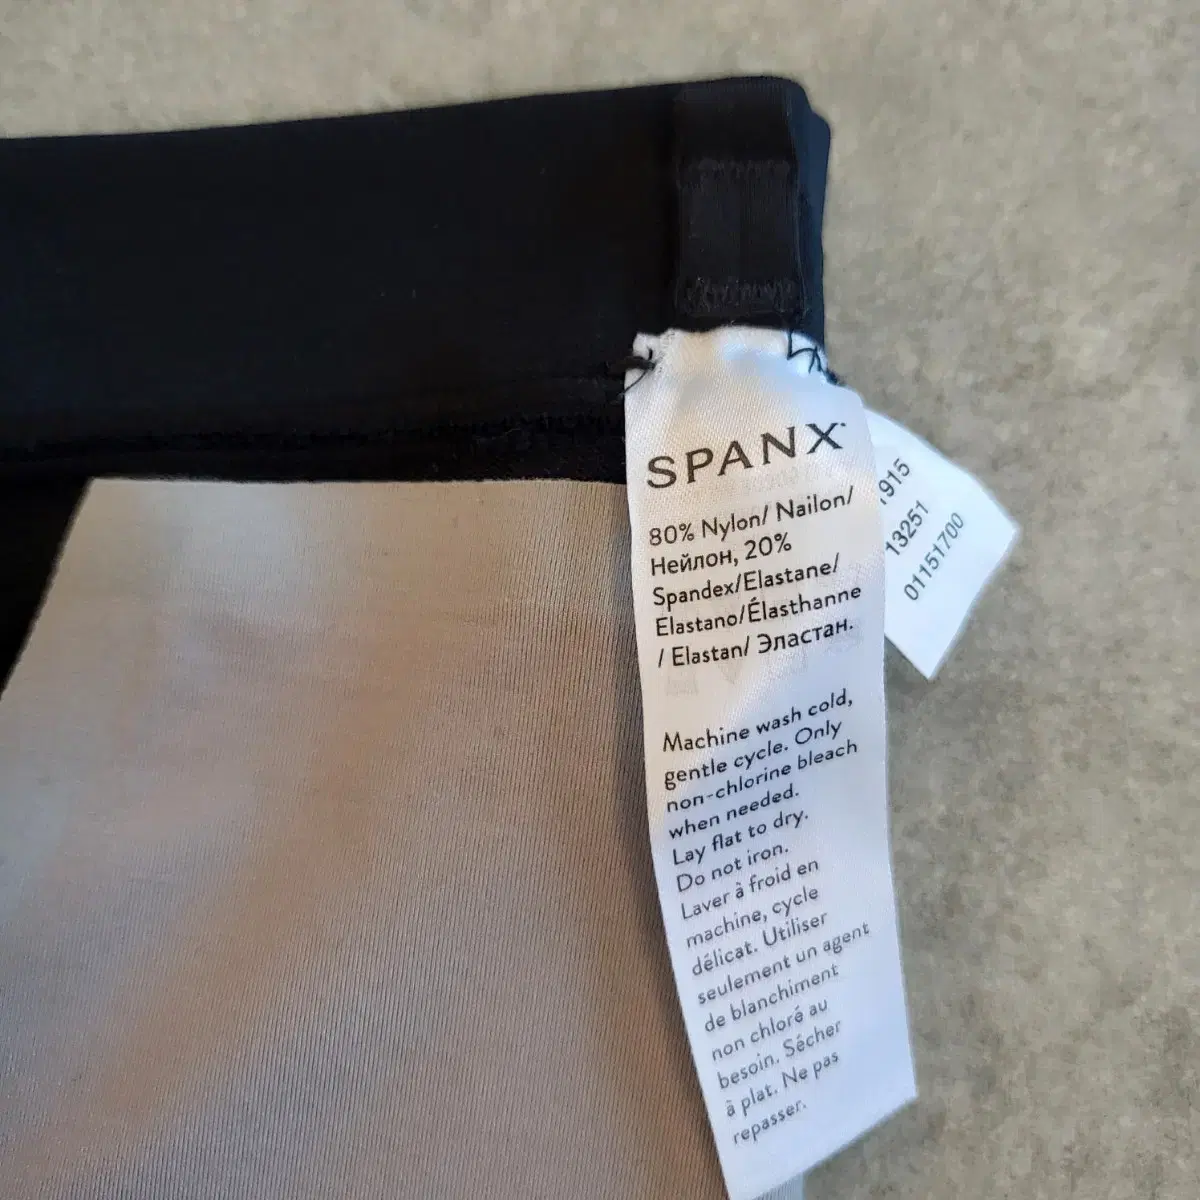 SPANX
80% Nylon/ Nailon/
Нейлон, 20%
Spandex/Elastane/
Elastano/Élasthanne
/ Elastan/ Эластан.
Machine wash cold,
gentle cycle. Only
non-chlorine bleach
when needed.
Lay flat to dry.
Do not iron.
Laver à froid en
machine, cycle
délicat. Utiliser
seulement un agent
de blanchiment
non chloré au
besoin. Sécher
à plat. Ne pas
repasser.
1915
13251
01151700